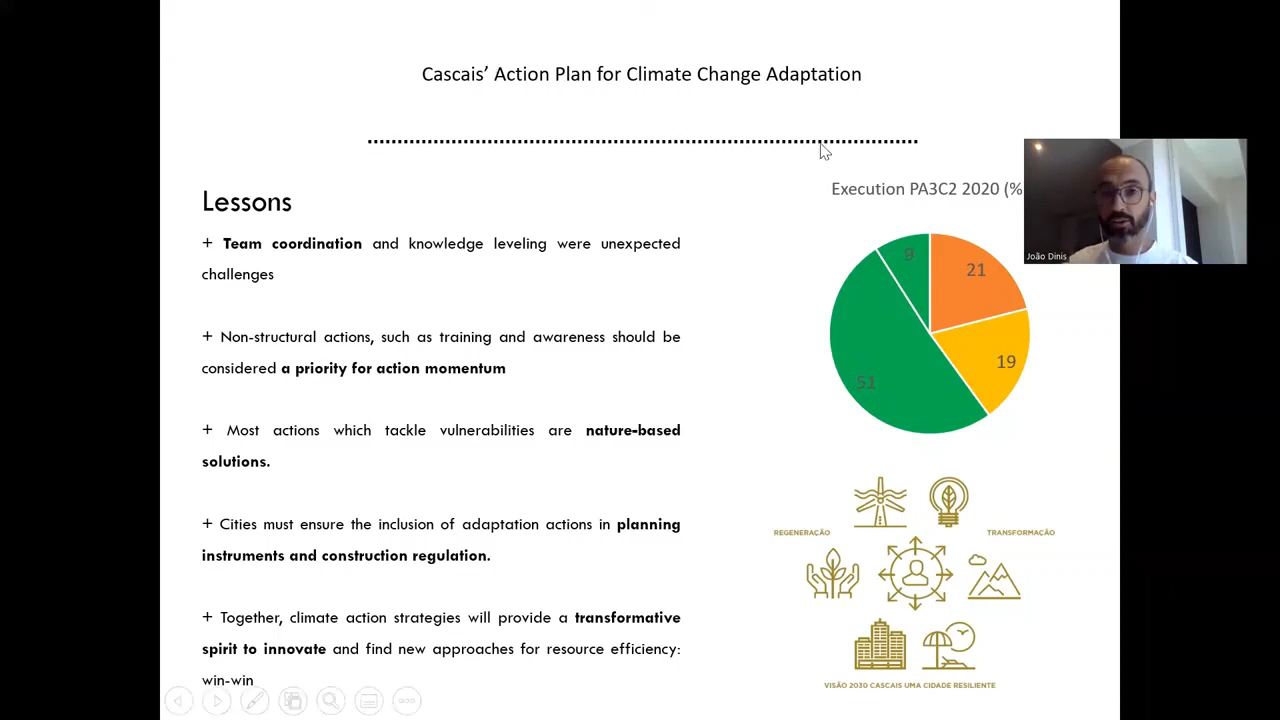 Cascais' Action Plan for Climate Change Adaptation
Lessons
+ Team coordination and knowledge leveling were unexpected
challenges
+ Non-structural actions, such as training and awareness should be
considered a priority for action momentum
+ Most actions which tackle vulnerabilities are nature-based
solutions.
+ Cities must ensure the inclusion of adaptation actions in planning
instruments and construction regulation.
+ Together, climate action strategies will provide a transformative
spirit to innovate and find new approaches for resource efficiency:
win-win
Execution PA3C2 2020 (%
9
21
19
51
João Dinis
REGENERAÇÃO
TRANSFORMAÇÃO
VISÃO 2030 CASCAIS UMA CIDADE RESILIENTE